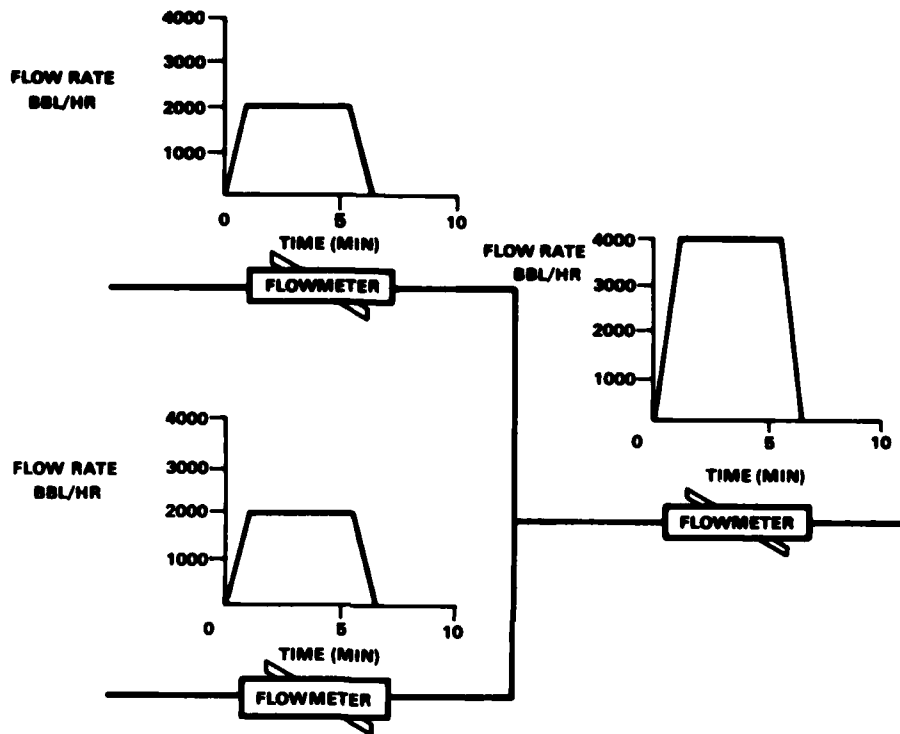 4000
FLOW RATE
3000
BBL/HR
2000
1000
0
5
10
TIME (MIN)
FLOWMETER
FLOW RATE
4000
BBL/HR
3000
2000
1000
0
5
10
TIME (MIN)
FLOWMETER
4000
FLOW RATE
3000
BBL/HR
2000
1000
0
5
10
TIME (MIN)
FLOWMETER